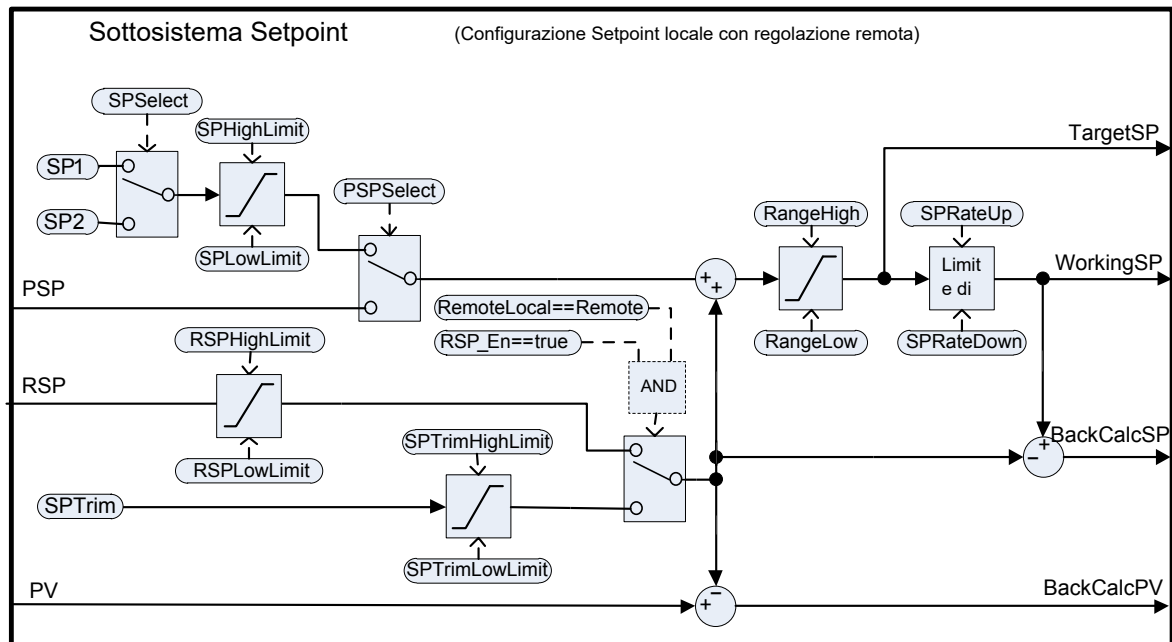 Sottosistema Setpoint
(Configurazione Setpoint locale con regolazione remota)
SPSelect
SPHighLimit
TargetSP
SP1
PSPSelect
RangeHigh
SPRateUp
SP2
SPLowLimit
Limit
e di
WorkingSP
PSP
+
+
RemoteLocal==Remote
RSP_En==true
RangeLow
SPRateDown
RSPHighLimit
RSP
AND
SPTrimHighLimit
+
-
BackCalcSP
RSPLowLimit
SPTrim
SPTrimLowLimit
PV
-
+
BackCalcPV